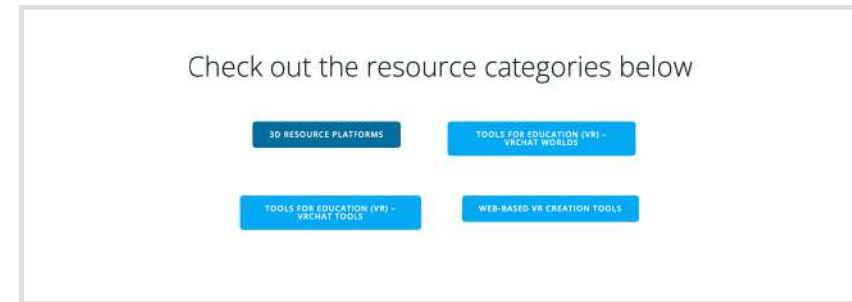 Check out the resource categories below
3D RESOURCE PLATFORMS
TOOLS FOR EDUCATION (VR) –
VRCHAT WORLDS
TOOLS FOR EDUCATION (VR) –
VRCHAT TOOLS
WEB-BASED VR CREATION TOOLS